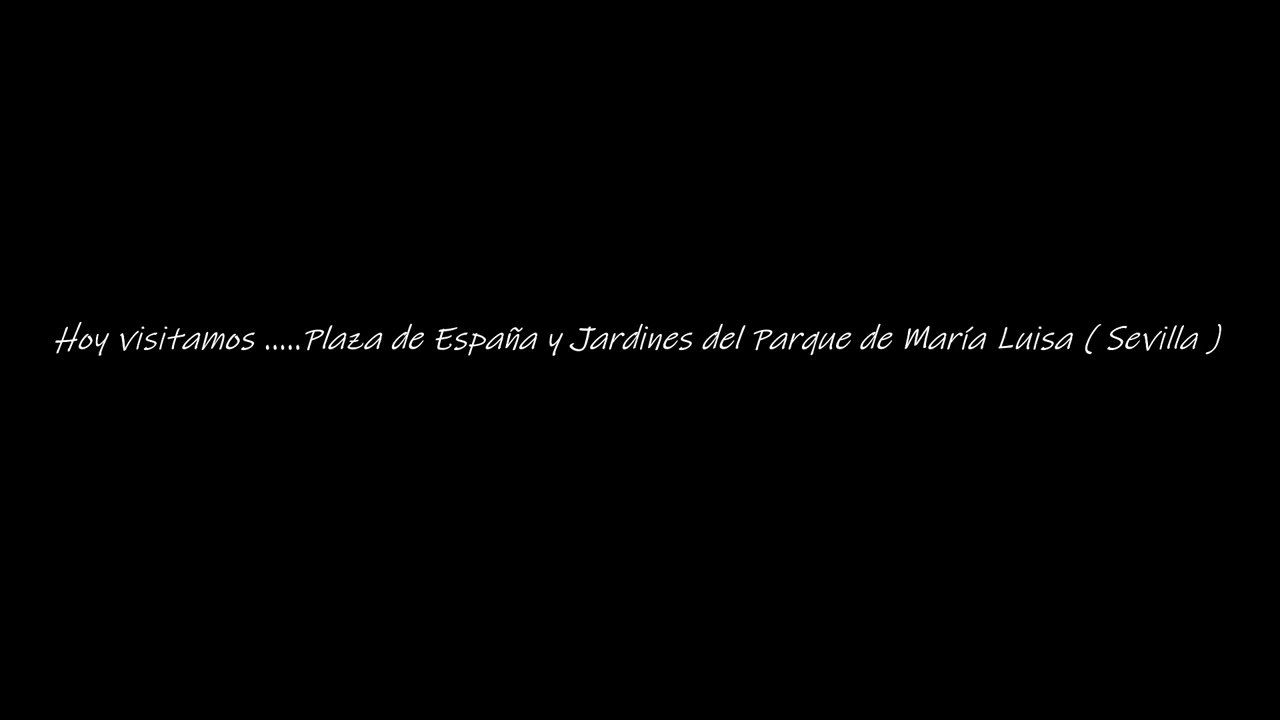 Hoy visitamos .....Plaza de España y Jardines del Parque de María Luisa ( Sevilla )